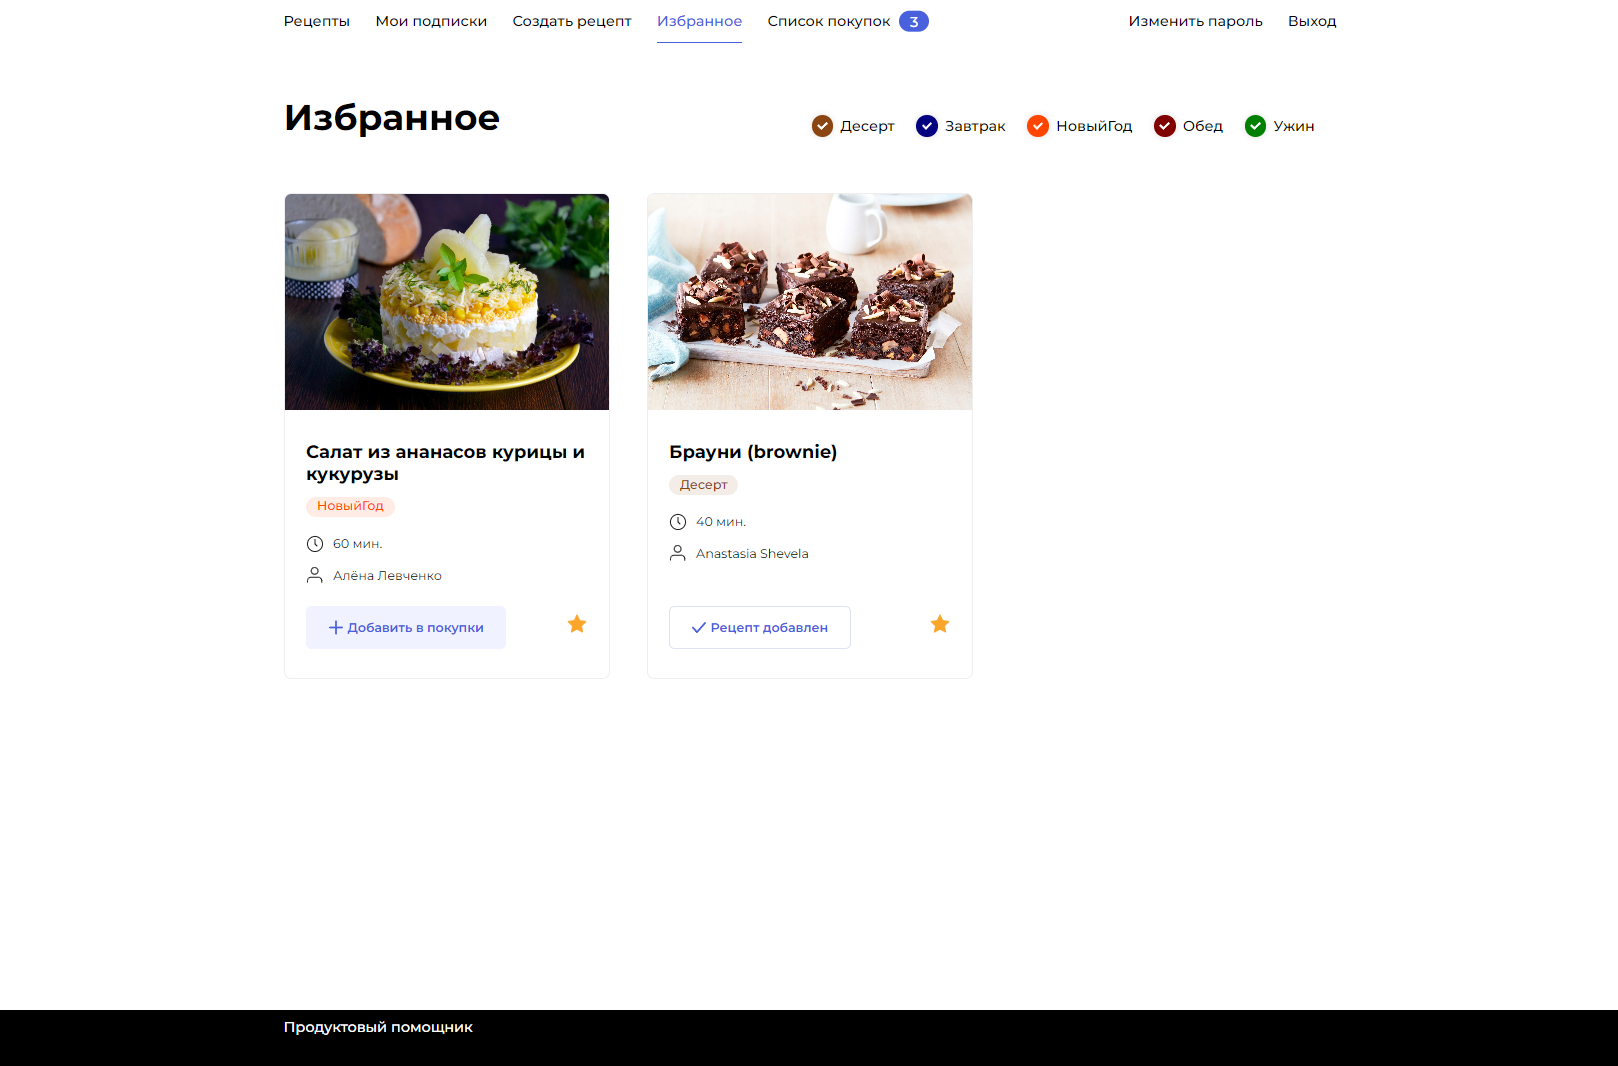 Рецепты Мои подписки Создать рецепт Избранное Список покупок 3 Изменить пароль Выход
Избранное
Десерт Завтрак НовыйГод Обед Ужин
Салат из ананасов курицы и
кукурузы
НовыйГод
60 мин.
Алёна Левченко
Добавить в покупки
Брауни (brownie)
Десерт
40 мин.
Anastasia Shevela
Рецепт добавлен
Продуктовый помощник